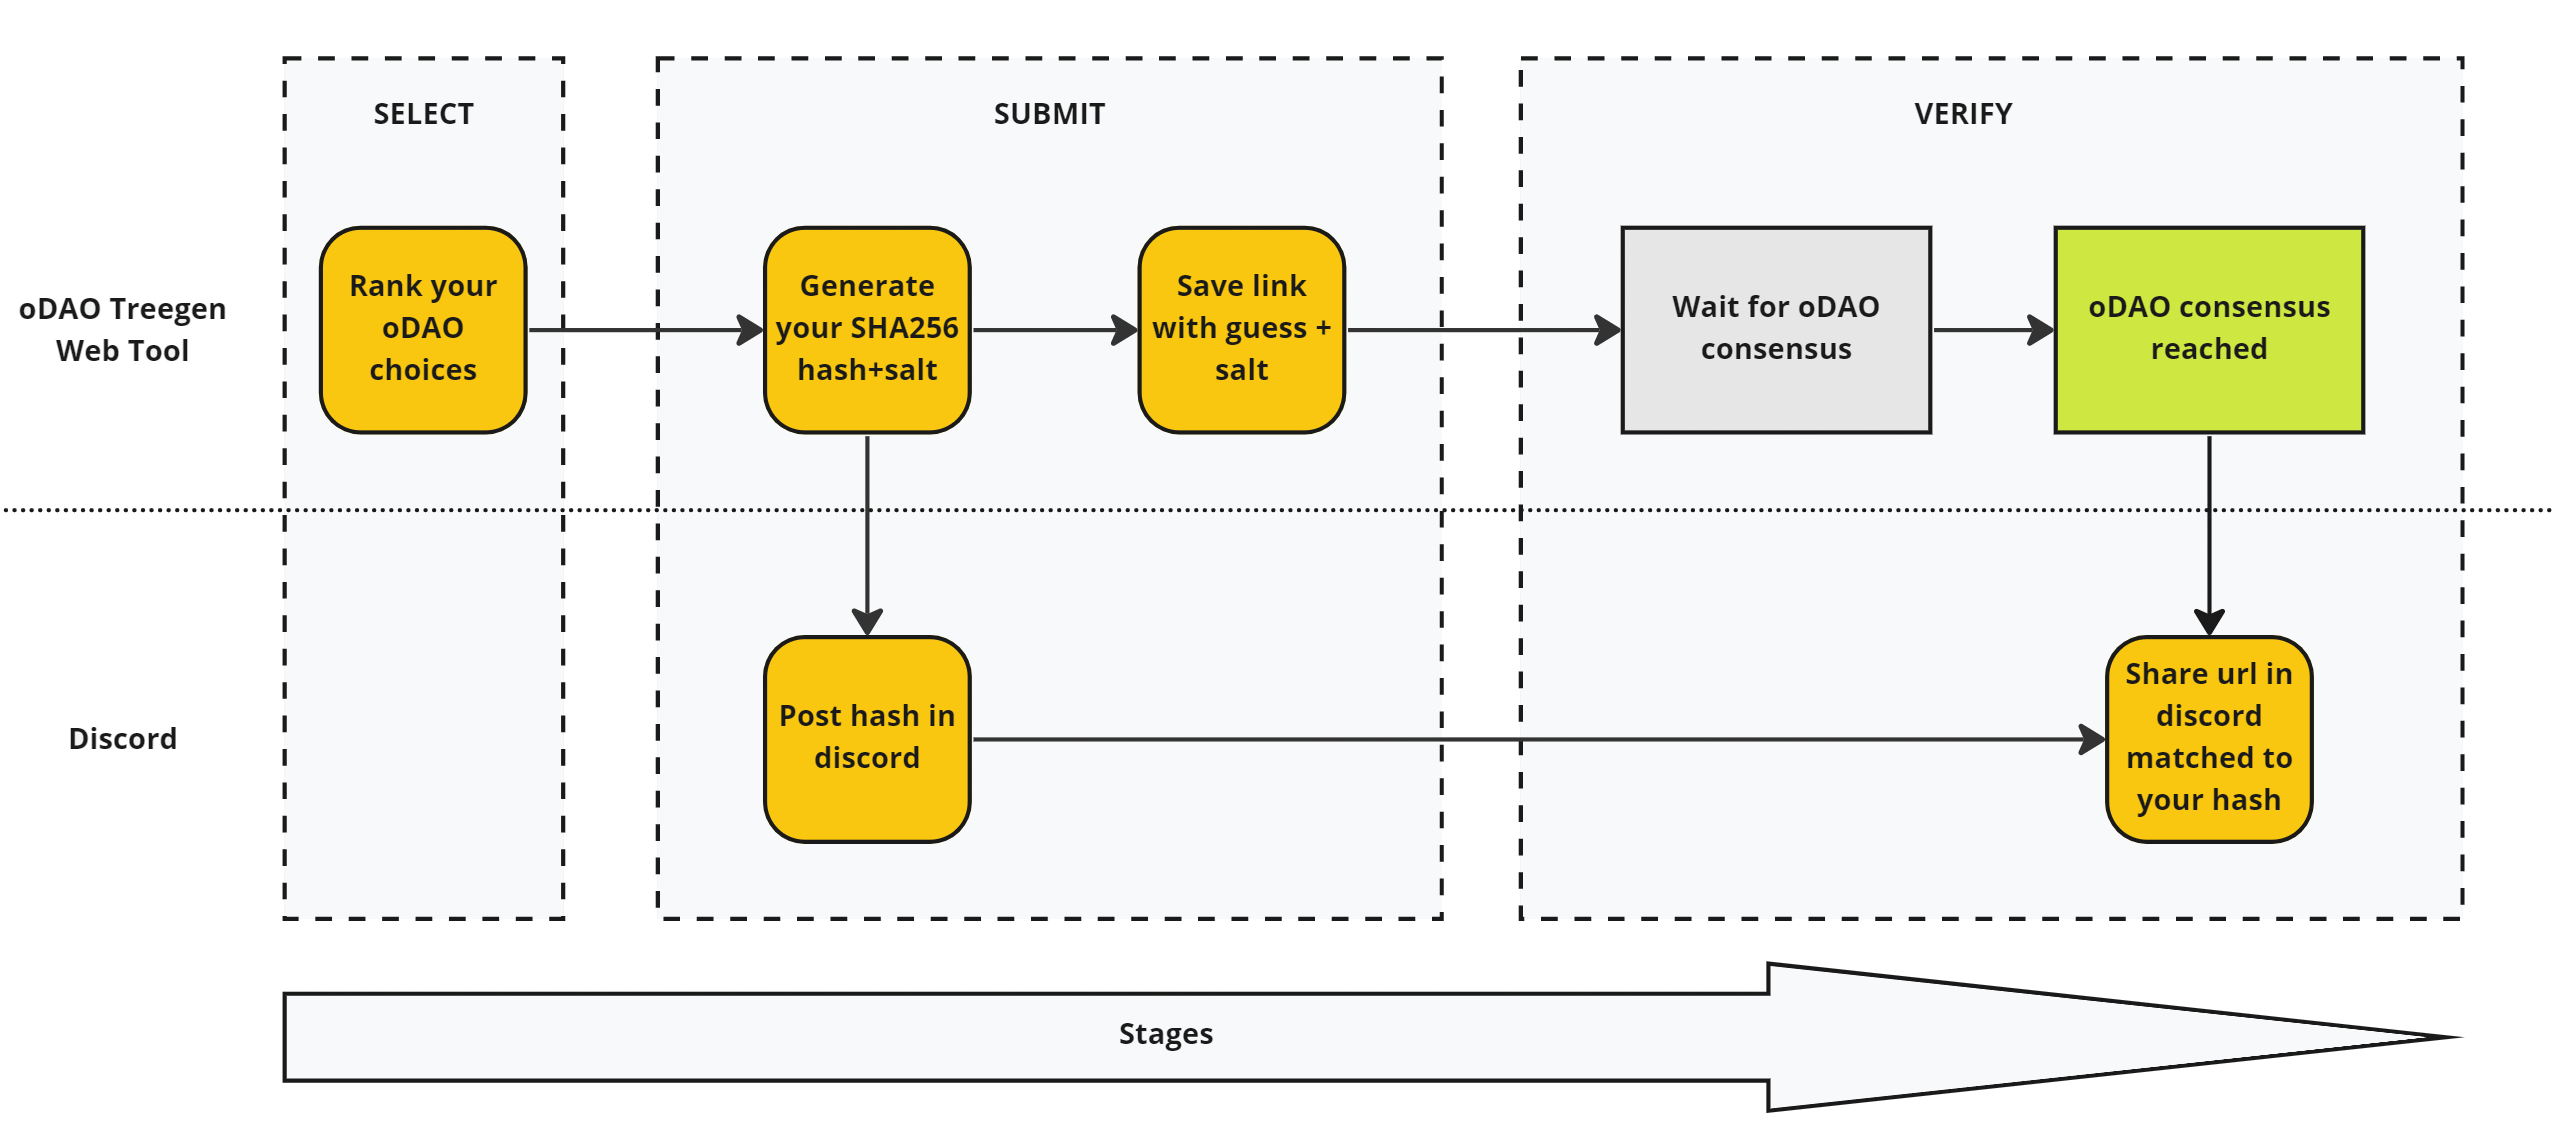 SELECT
SUBMIT
VERIFY
oDAO Treegen
Web Tool
Rank your
oDAO
choices
Generate
your SHA256
hash+salt
Save link
with guess +
salt
Wait for oDAO
consensus
oDAO consensus
reached
Discord
Post hash in
discord
Share url in
discord
matched to
your hash
Stages